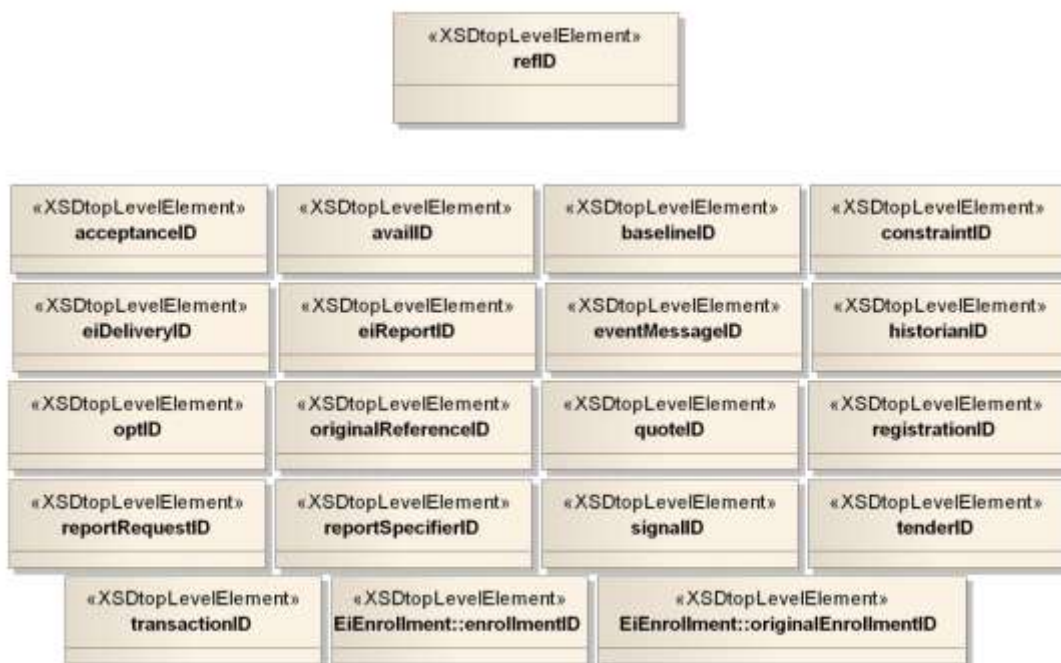 «XSDtopLevelElement»
refID
«XSDtopLevelElement» «XSDtopLevelElement» «XSDtopLevelElement» «XSDtopLevelElement»
acceptanceID availID baselineID constraintID
«XSDtopLevelElement» «XSDtopLevelElement» «XSDtopLevelElement» «XSDtopLevelElement»
eiDeliveryID eiReportID eventMessageID historianID
«XSDtopLevelElement» «XSDtopLevelElement» «XSDtopLevelElement» «XSDtopLevelElement»
optID originalReferenceID quoteID registrationID
«XSDtopLevelElement» «XSDtopLevelElement» «XSDtopLevelElement» «XSDtopLevelElement»
reportRequestID reportSpecifierID signalID tenderID
«XSDtopLevelElement» «XSDtopLevelElement» «XSDtopLevelElement»
transactionID EiEnrollment::enrollmentID EiEnrollment::originalEnrollmentID